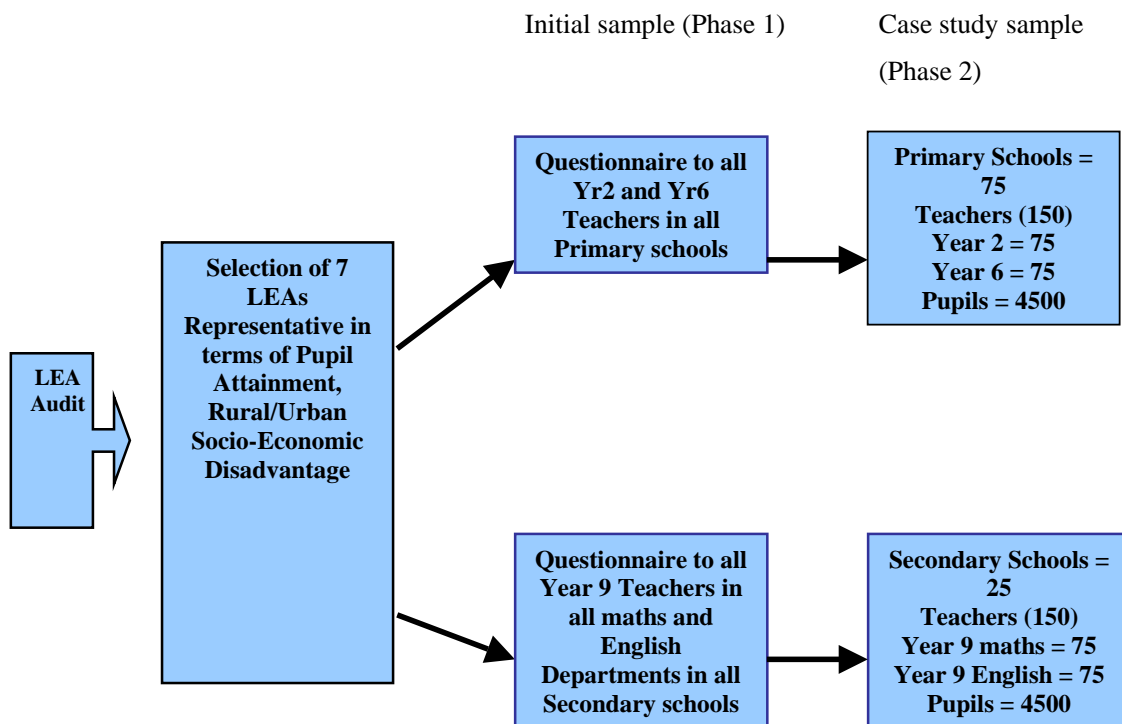 Initial sample (Phase 1)
Case study sample
(Phase 2)
LEA
Audit
Selection of 7
LEAs
Representative in
terms of Pupil
Attainment,
Rural/Urban
Socio-Economic
Disadvantage
Questionnaire to all
Yr2 and Yr6
Teachers in all
Primary schools
Primary Schools =
75
Teachers (150)
Year 2 = 75
Year 6 = 75
Pupils = 4500
Questionnaire to all
Year 9 Teachers in
all maths and
English
Departments in all
Secondary schools
Secondary Schools =
25
Teachers (150)
Year 9 maths = 75
Year 9 English = 75
Pupils = 4500